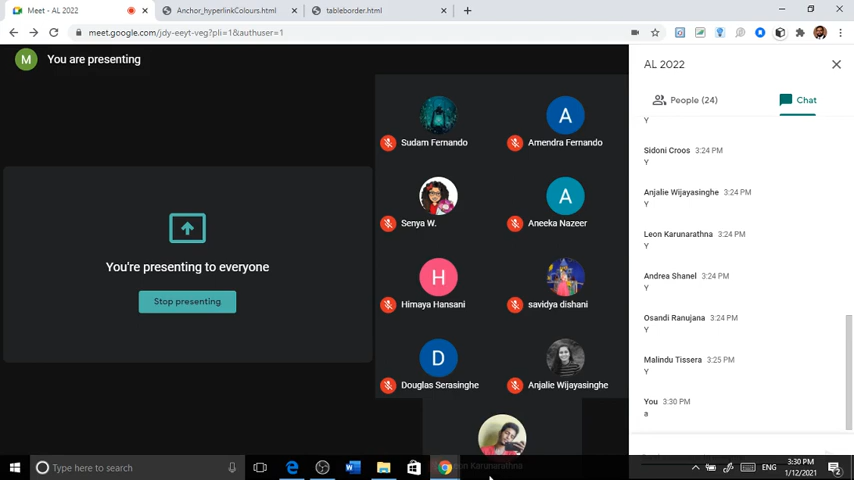 Meet - AL 2022
Anchor_hyperlinkColours.html
tableborder.html
meet.google.com/jdy-eeyt-veg?pli=1&authuser=1
M
You are presenting
AL 2022
People (24)
Chat
You're presenting to everyone
Stop presenting
Sudam Fernando
A
Amendra Fernando
Senya W.
A
Aneeka Nazeer
H
Himaya Hansani
savidya dishani
D
Douglas Serasinghe
Anjalie Wijayasinghe
Leon Karunarathna
Y
Sidoni Croos 3:24 PM
Y
Anjalie Wijayasinghe 3:24 PM
Y
Leon Karunarathna 3:24 PM
Y
Andrea Shanel 3:24 PM
Y
Osandi Ranujana 3:24 PM
Y
Malindu Tissera 3:25 PM
Y
You 3:30 PM
a
Type here to search
ENG
3:30 PM
1/12/2021
2